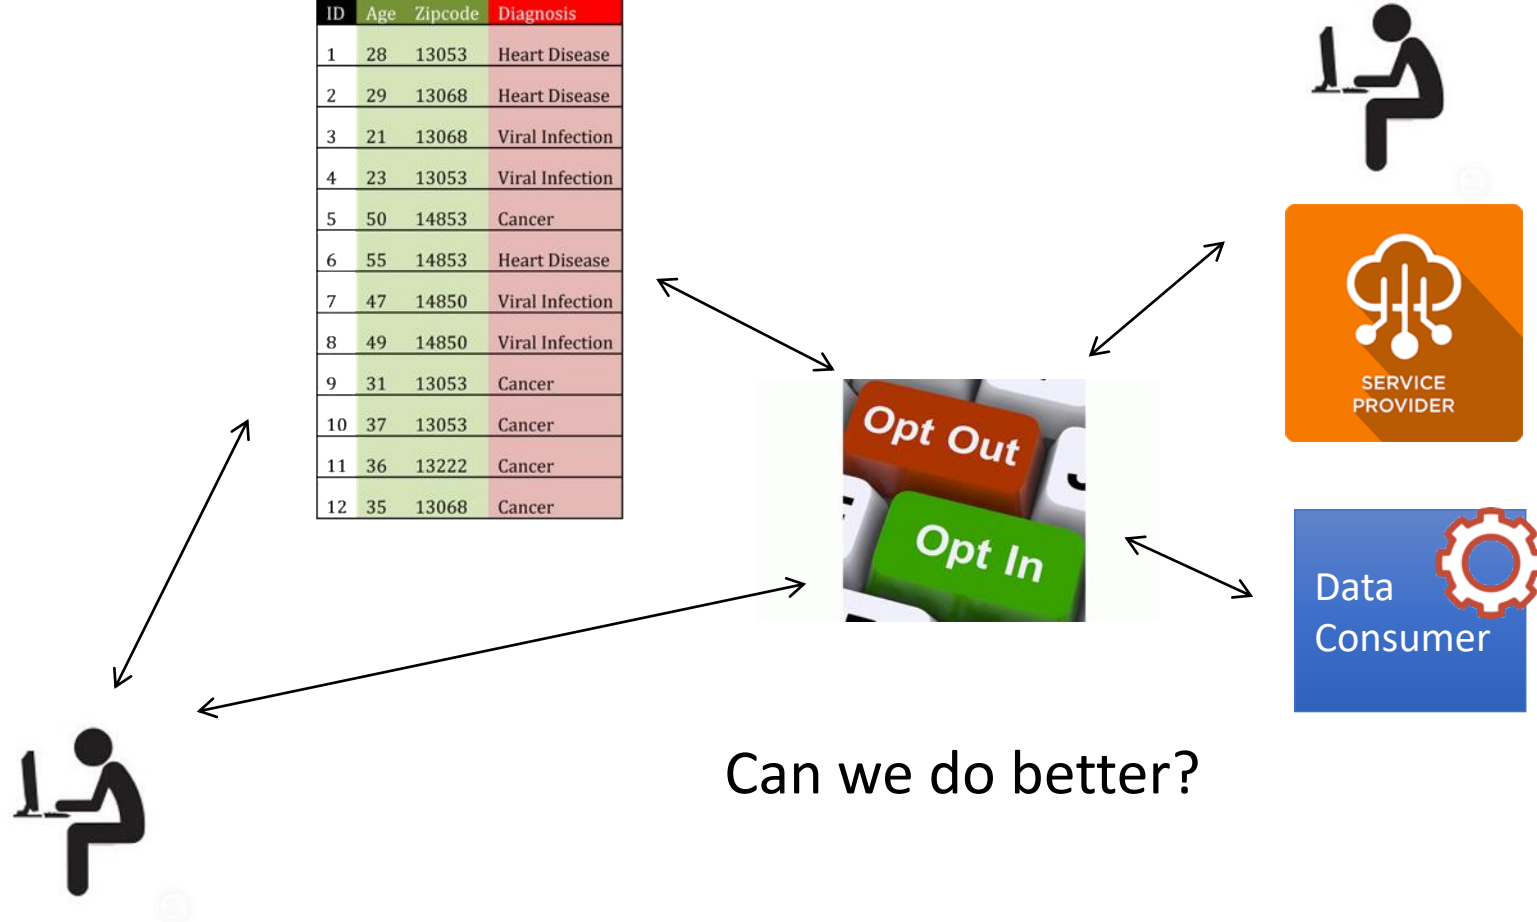 ID Age Zipcode Diagnosis
1 28 13053 Heart Disease
2 29 13068 Heart Disease
3 21 13068 Viral Infection
4 23 13053 Viral Infection
5 50 14853 Cancer
6 55 14853 Heart Disease
7 47 14850 Viral Infection
8 49 14850 Viral Infection
9 31 13053 Cancer
10 37 13053 Cancer
11 36 13222 Cancer
12 35 13068 Cancer
Opt Out
Opt In
SERVICE
PROVIDER
Data
Consumer
Can we do better?